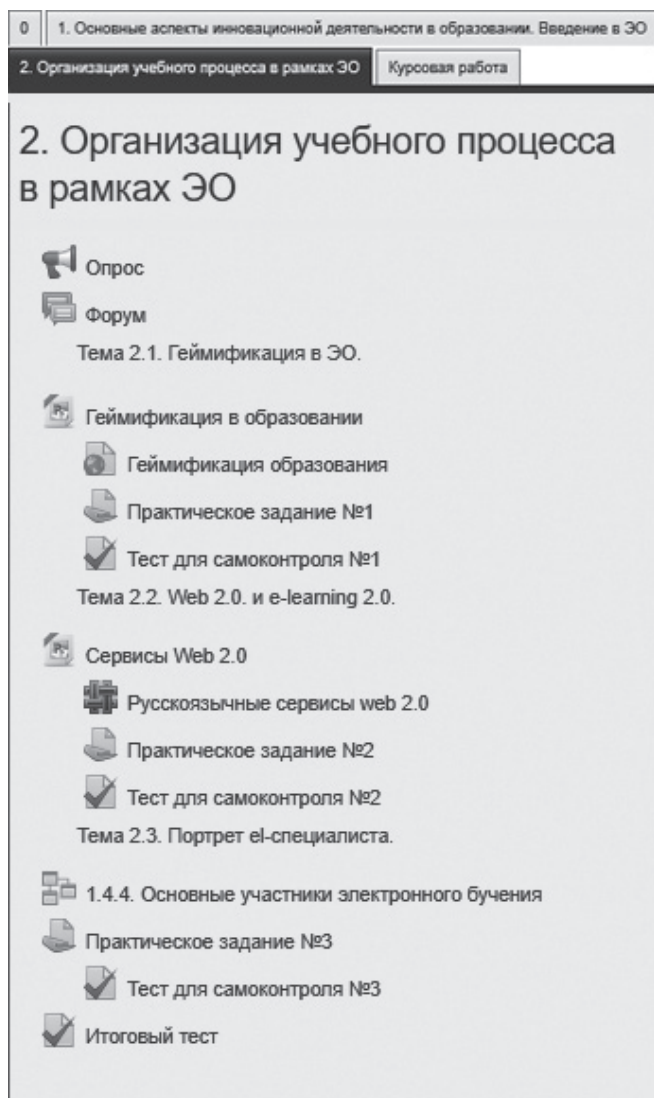 0 1. Основные аспекты инновационной деятельности в образовании. Введение в ЭО
2. Организация учебного процесса в рамках ЭО Курсовая работа
2. Организация учебного процесса
в рамках ЭО
Опрос
Форум
Тема 2.1. Геймификация в ЭО.
Геймификация в образовании
Геймификация образования
Практическое задание №1
Тест для самоконтроля №1
Тема 2.2. Web 2.0. и e-learning 2.0.
Сервисы Web 2.0
Русскоязычные сервисы web 2.0
Практическое задание №2
Тест для самоконтроля №2
Тема 2.3. Портрет el-специалиста.
1.4.4. Основные участники электронного бучения
Практическое задание №3
Тест для самоконтроля №3
Итоговый тест